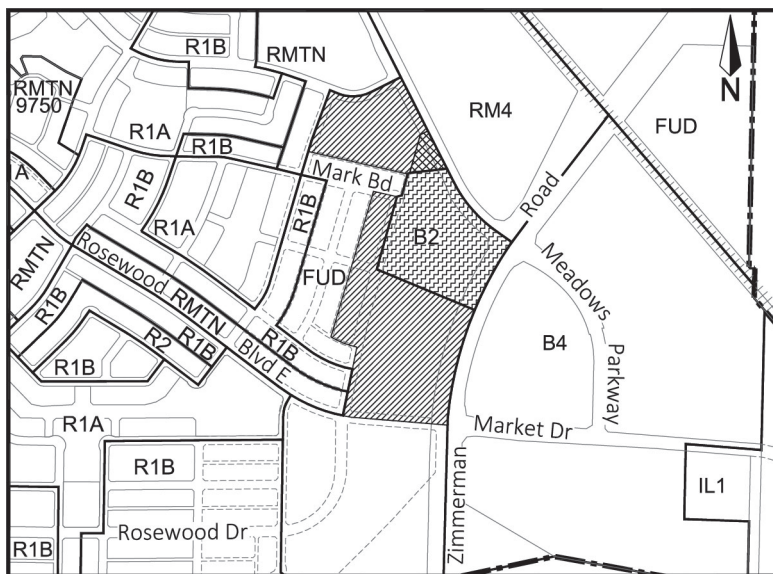 R1B
RMTN
RMTN
9750
N
RM4
FUD
R1A
R1B
A
R1B
Mark Bd
Road
R1B
R1A
B2
Rosewood
RMTN
Meadows
RMTN
FUD
R1B
R2
R1B
R1B
Blvd E
B4
Parkway
R1B
R1A
Market Dr
R1B
IL1
Zimmerman
Rosewood Dr
R1B